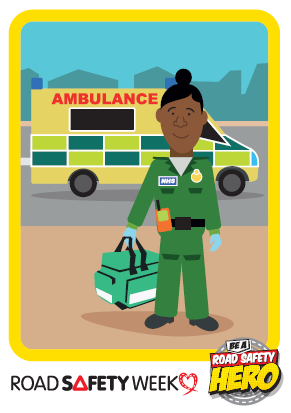 AMBULANCE
NHS
ROAD SAFETY WEEK
BE A
ROAD SAFETY
HERO